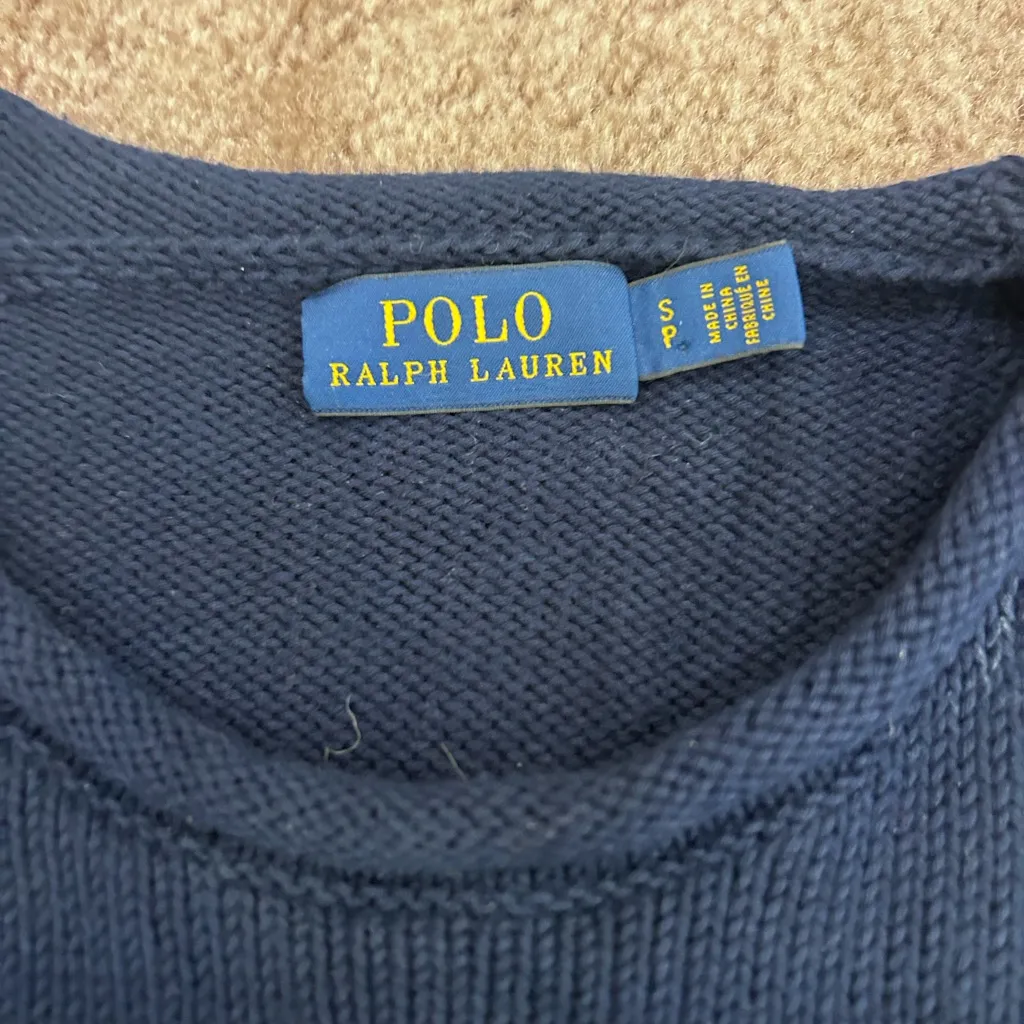 POLO
RALPH LAUREN
S
P
MADE IN
CHINA
FABRIQUÉ EN
CHINE